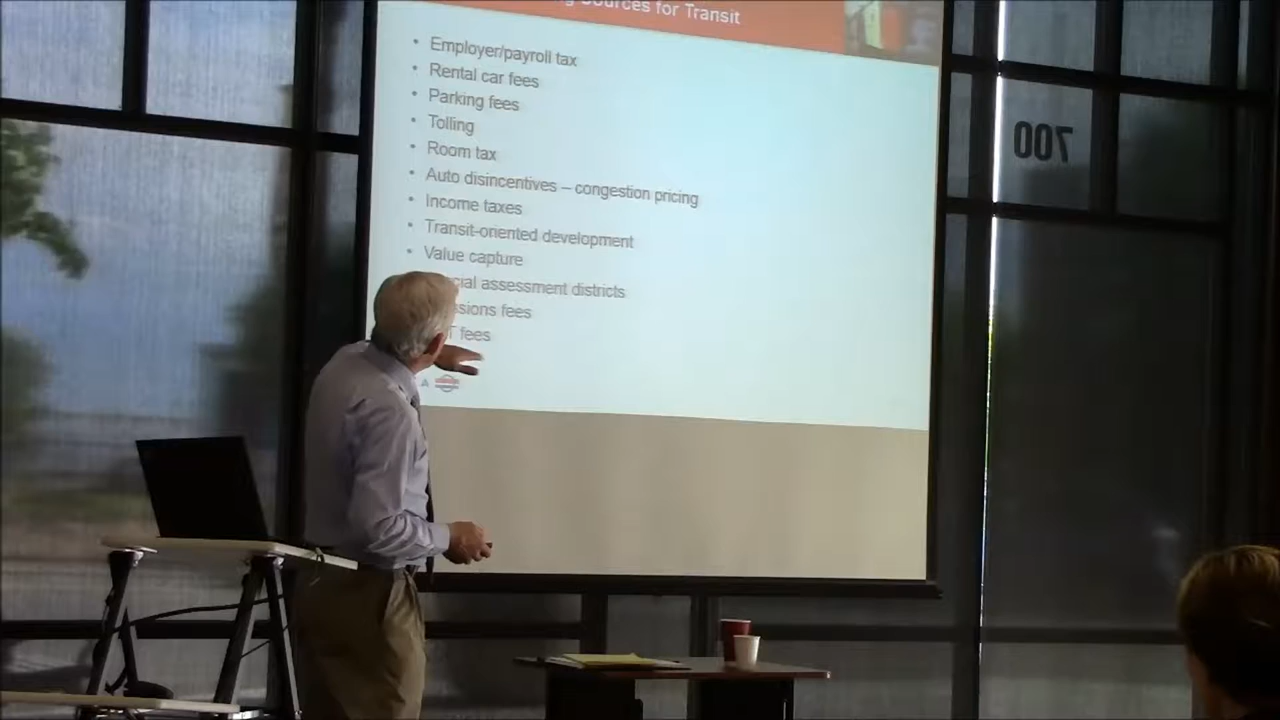 Sources for Transit
• Employer/payroll tax
• Rental car fees
• Parking fees
• Tolling
• Room tax
• Auto disincentives – congestion pricing
• Income taxes
• Transit-oriented development
• Value capture
assessment districts
fees
fees
700